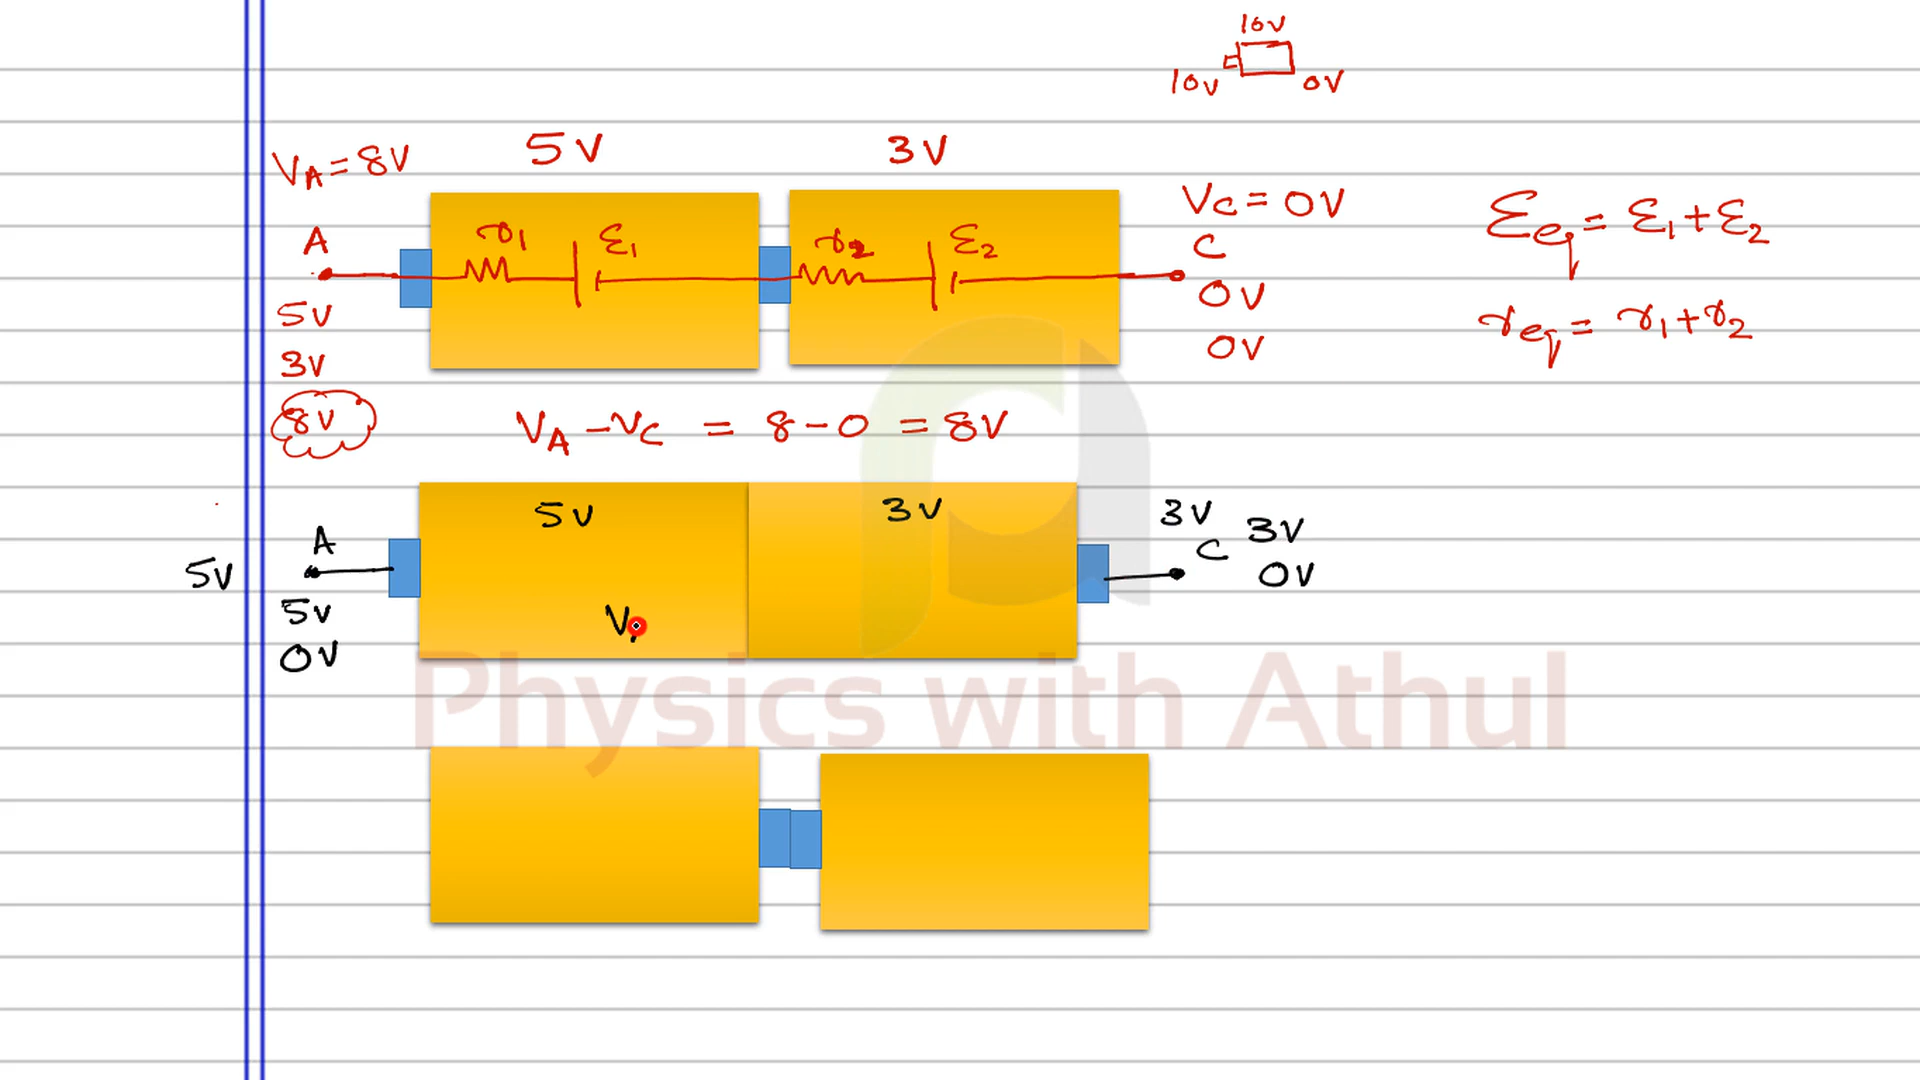 10V
10V
0V
5V
3V
VA = 8V
VC = 0V
εeq = ε1 + ε2
A
r1
ε1
r2
ε2
C
5V
0V
req = r1 + r2
3V
0V
8V
VA - VC = 8 - 0 = 8V
5V
3V
3V
3V
A
C
5V
0V
5V
0V
V
Physics with Athul